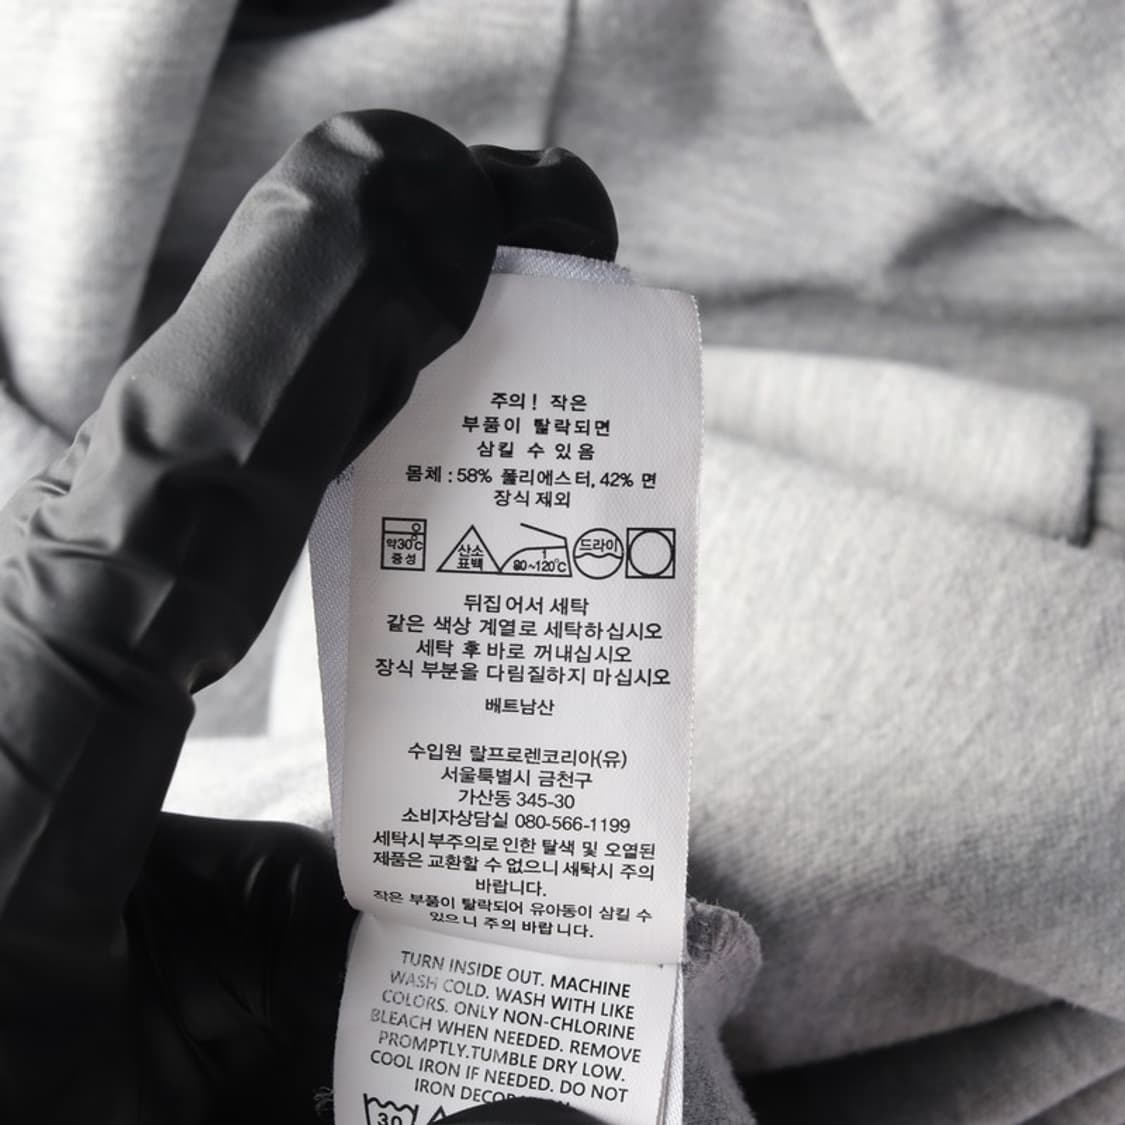 주의! 작은
부품이 탈락되면
삼킬 수 있음
몸체 : 58% 폴리에스터, 42% 면
장식 제외
약30℃
중성
산소
표백
1
80~120℃
드라이
뒤집어서 세탁
같은 색상 계열로 세탁하십시오
세탁 후 바로 꺼내십시오
장식 부분을 다림질하지 마십시오
베트남산
수입원 랄프로렌코리아(유)
서울특별시 금천구
가산동 345-30
소비자상담실 080-566-1199
세탁시 부주의로 인한 탈색 및 오염된
제품은 교환할 수 없으니 세탁시 주의
바랍니다.
작은 부품이 탈락되어 유아동이 삼킬 수
있으니 주의 바랍니다.
TURN INSIDE OUT. MACHINE
WASH COLD. WASH WITH LIKE
COLORS. ONLY NON-CHLORINE
BLEACH WHEN NEEDED. REMOVE
PROMPTLY.TUMBLE DRY LOW.
COOL IRON IF NEEDED. DO NOT
IRON
30